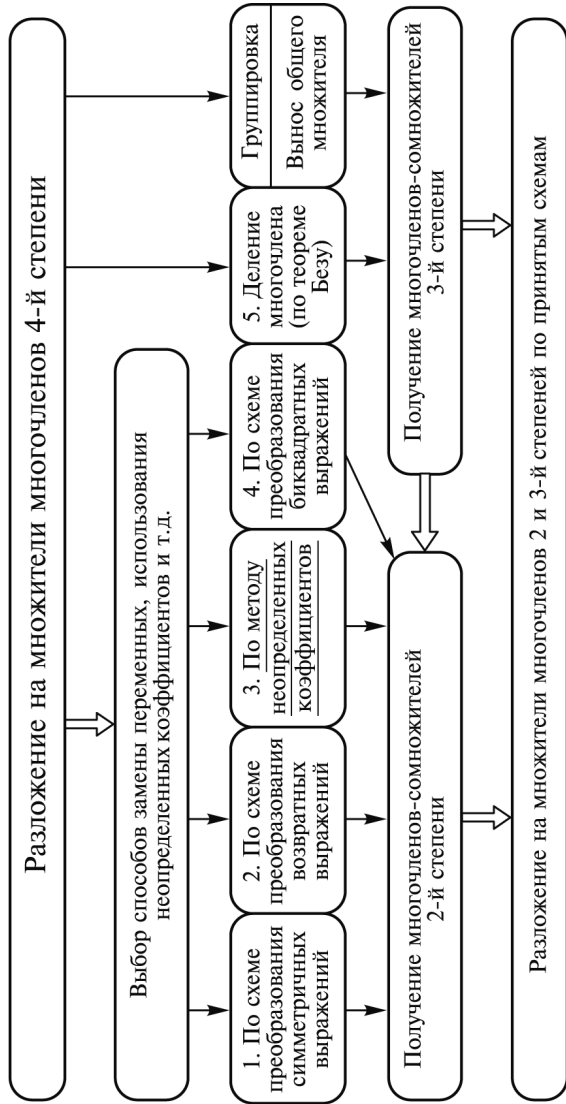 Разложение на множители многочленов 4-й степени
Выбор способов замены переменных, использования
неопределенных коэффициентов и т.д.
1. По схеме
преобразования
симметричных
выражений
2. По схеме
преобразования
возвратных
выражений
3. По методу
неопределенных
коэффициентов
4. По схеме
преобразования
биквадратных
выражений
5. Деление
многочлена
(по теореме
Безу)
Группировка
Вынос общего
множителя
Получение многочленов-сомножителей
2-й степени
Получение многочленов-сомножителей
3-й степени
Разложение на множители многочленов 2 и 3-й степеней по принятым схемам